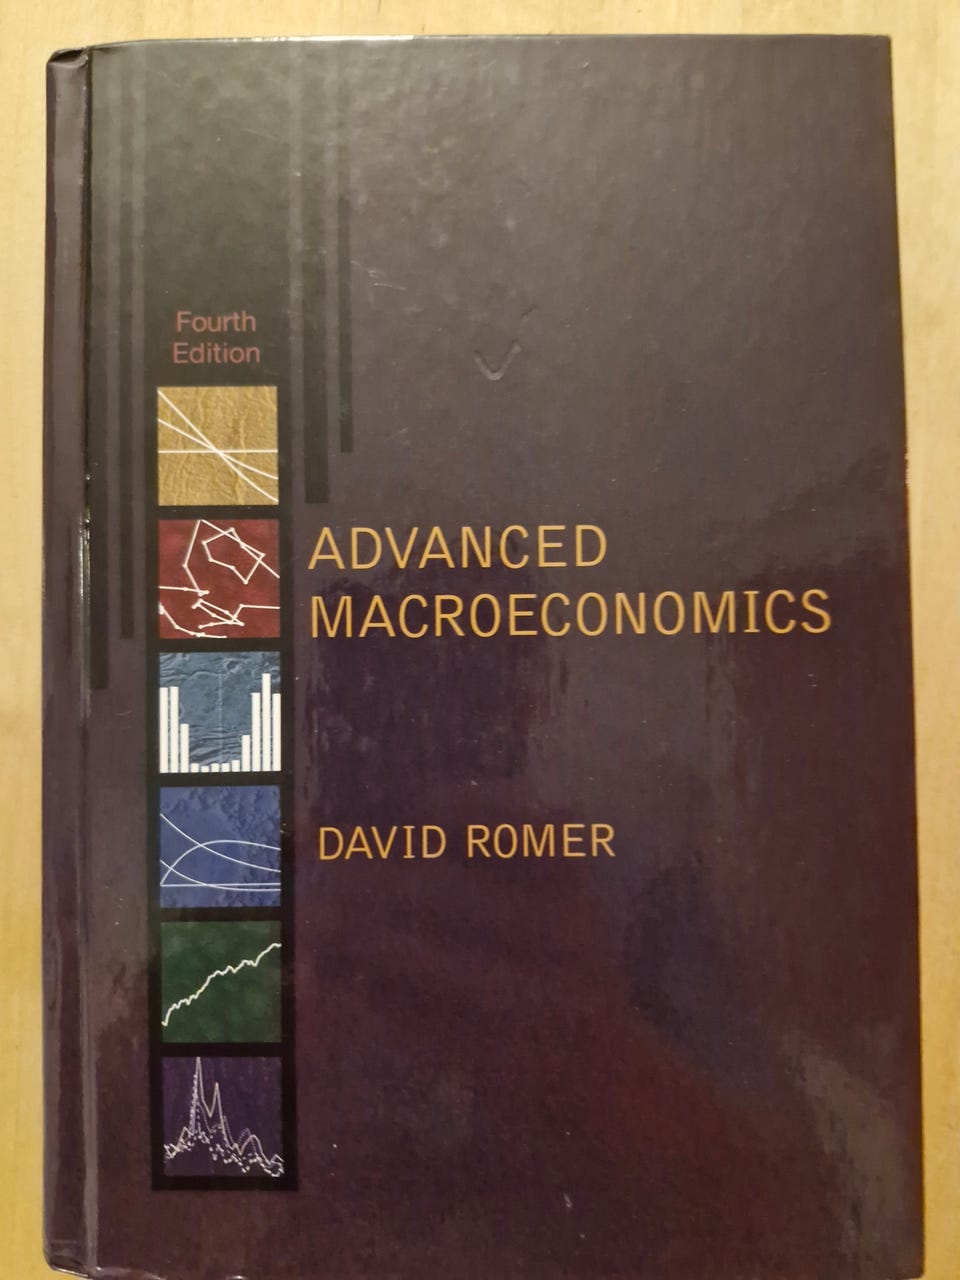 Fourth
Edition
ADVANCED
MACROECONOMICS
DAVID ROMER